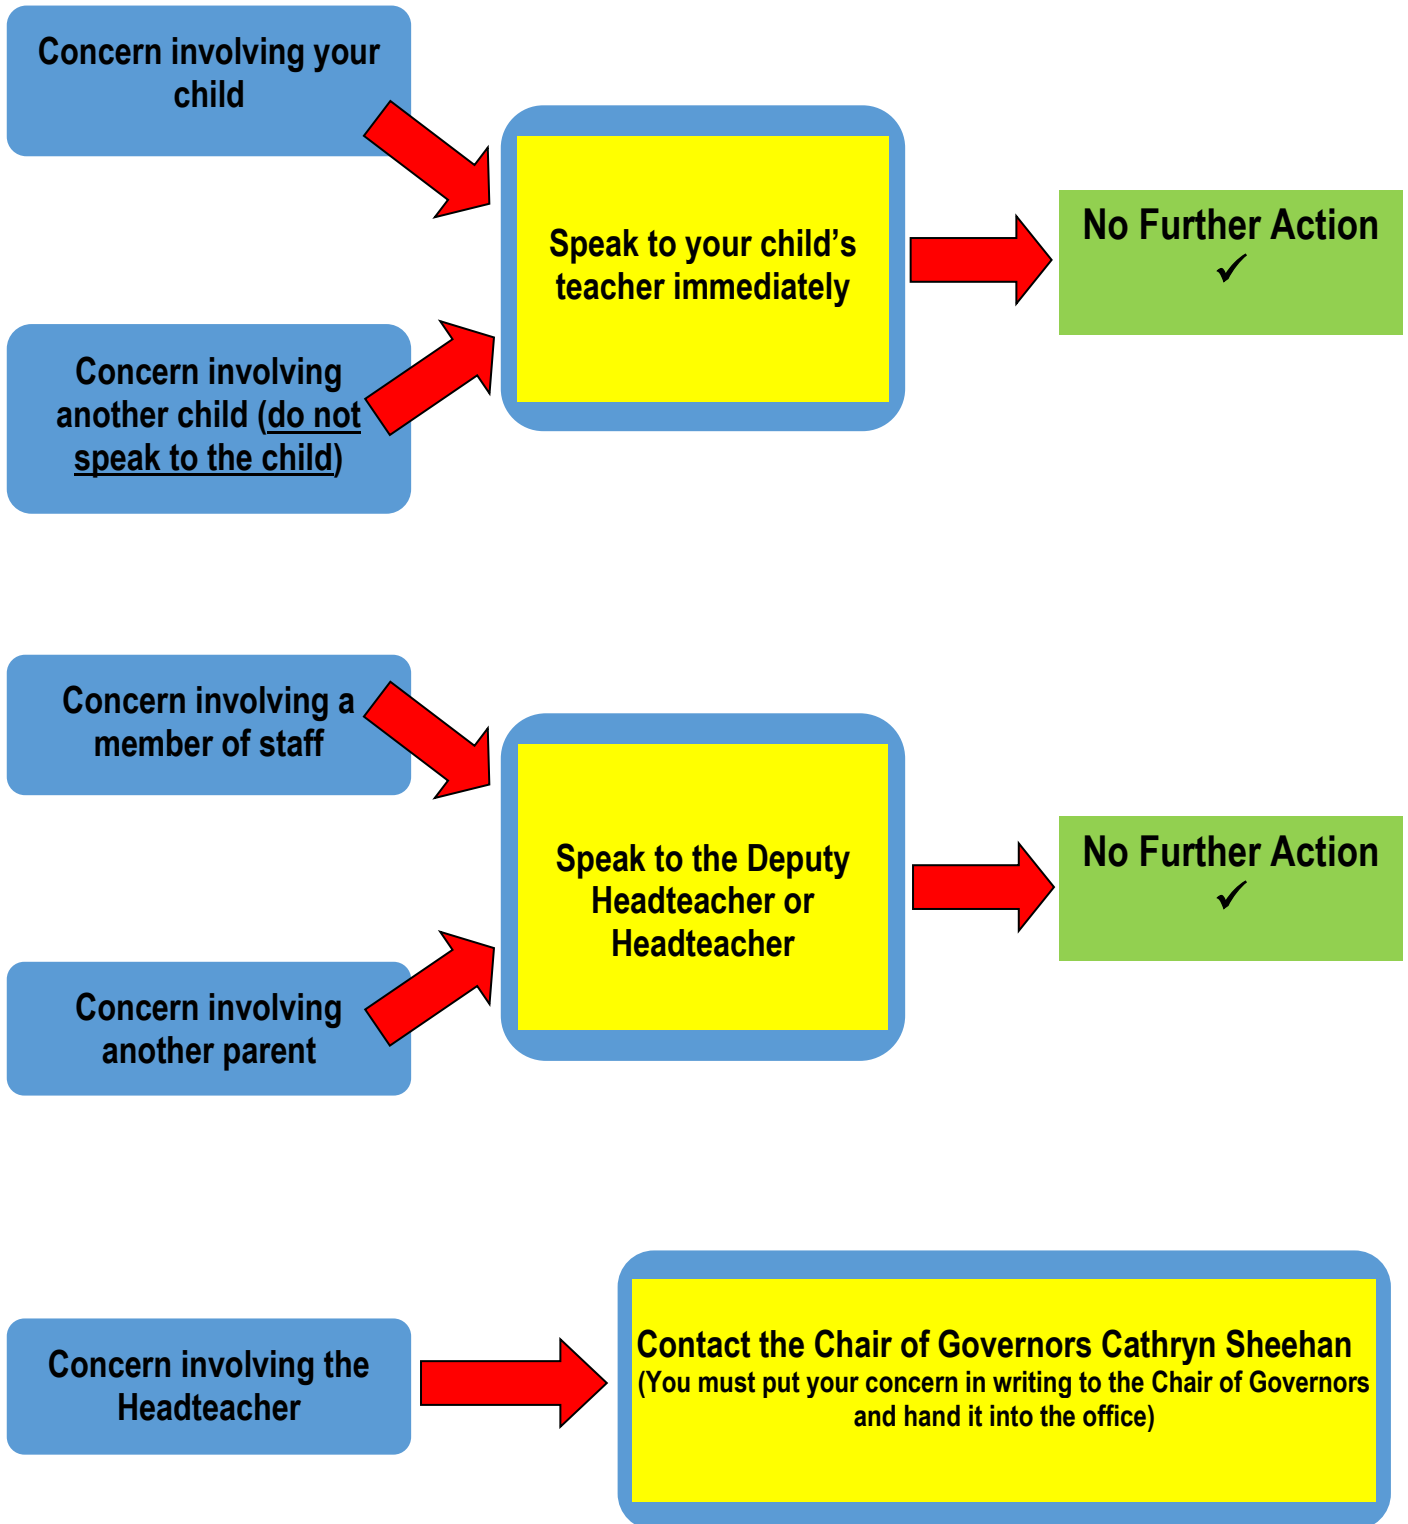 Concern involving your
child
Speak to your child’s
teacher immediately
No Further Action
✓
Concern involving
another child (do not
speak to the child)
Concern involving a
member of staff
Speak to the Deputy
Headteacher or
Headteacher
No Further Action
✓
Concern involving
another parent
Concern involving the
Headteacher
Contact the Chair of Governors Cathryn Sheehan
(You must put your concern in writing to the Chair of Governors
and hand it into the office)